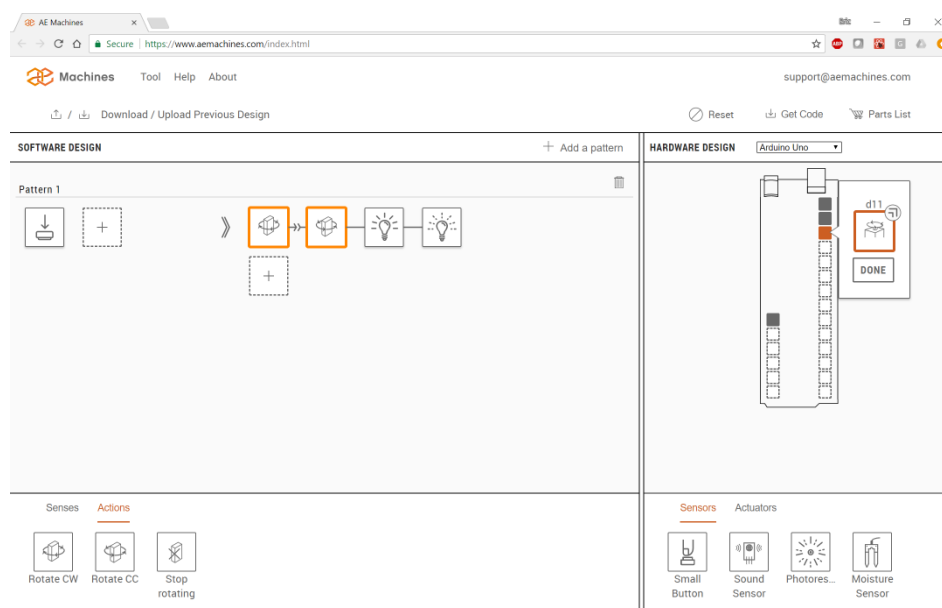 AE Machines
Secure https://www.aemachines.com/index.html
ABP
Machines Tool Help About support@aemachines.com
/ Download / Upload Previous Design Reset Get Code Parts List
SOFTWARE DESIGN + Add a pattern HARDWARE DESIGN Arduino Uno
Pattern 1
d11
DONE
Senses Actions Sensors Actuators
Rotate CW Rotate CC Stop rotating
Small Button Sound Sensor Photores... Moisture Sensor